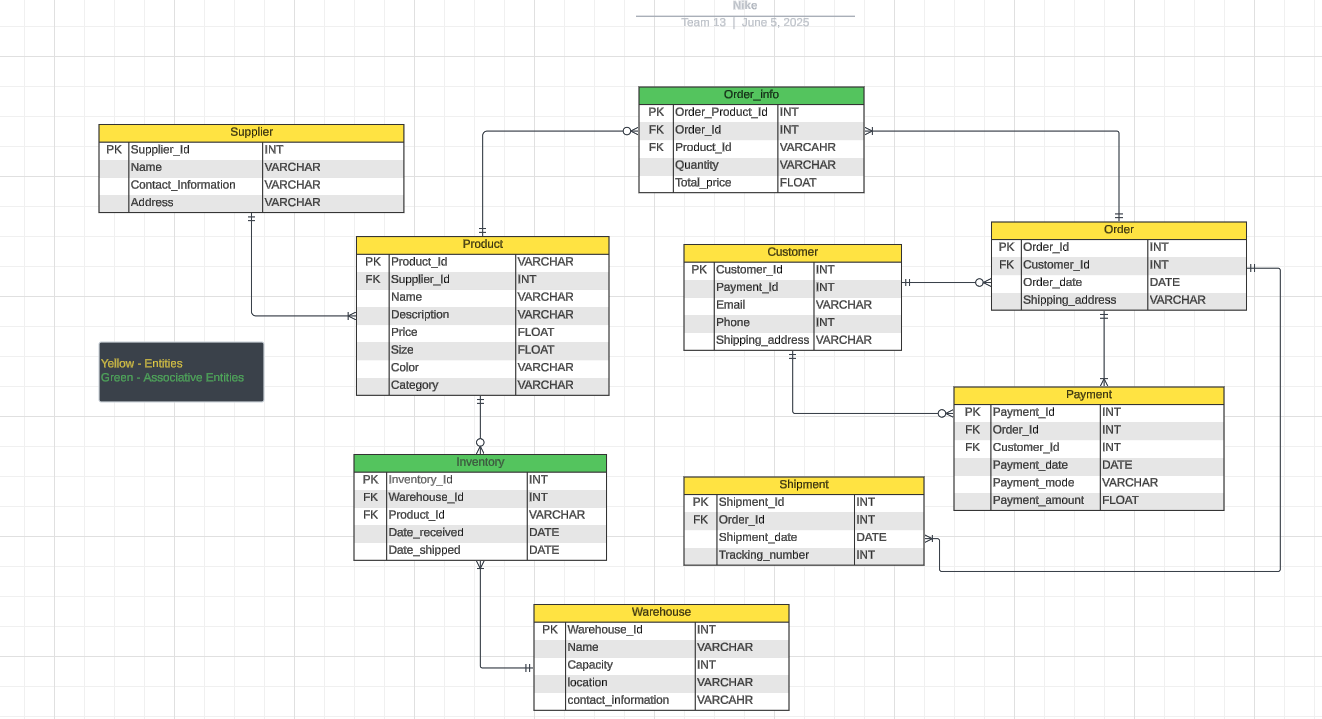 Nike
Team 13 | June 5, 2025
Order_info
PK Order_Product_Id INT
FK Order_Id INT
FK Product_Id VARCAHR
Quantity VARCHAR
Total_price FLOAT
Supplier
PK Supplier_Id INT
Name VARCHAR
Contact_Information VARCHAR
Address VARCHAR
Product
PK Product_Id VARCHAR
FK Supplier_Id INT
Name VARCHAR
Description VARCHAR
Price FLOAT
Size FLOAT
Color VARCHAR
Category VARCHAR
Customer
PK Customer_Id INT
Payment_Id INT
Email VARCHAR
Phone INT
Shipping_address VARCHAR
Order
PK Order_Id INT
FK Customer_Id INT
Order_date DATE
Shipping_address VARCHAR
Yellow - Entities
Green - Associative Entities
Payment
PK Payment_Id INT
FK Order_Id INT
FK Customer_Id INT
Payment_date DATE
Payment_mode VARCHAR
Payment_amount FLOAT
Inventory
PK Inventory_Id INT
FK Warehouse_Id INT
FK Product_Id VARCHAR
Date_received DATE
Date_shipped DATE
Shipment
PK Shipment_Id INT
FK Order_Id INT
Shipment_date DATE
Tracking_number INT
Warehouse
PK Warehouse_Id INT
Name VARCHAR
Capacity INT
location VARCHAR
contact_information VARCAHR